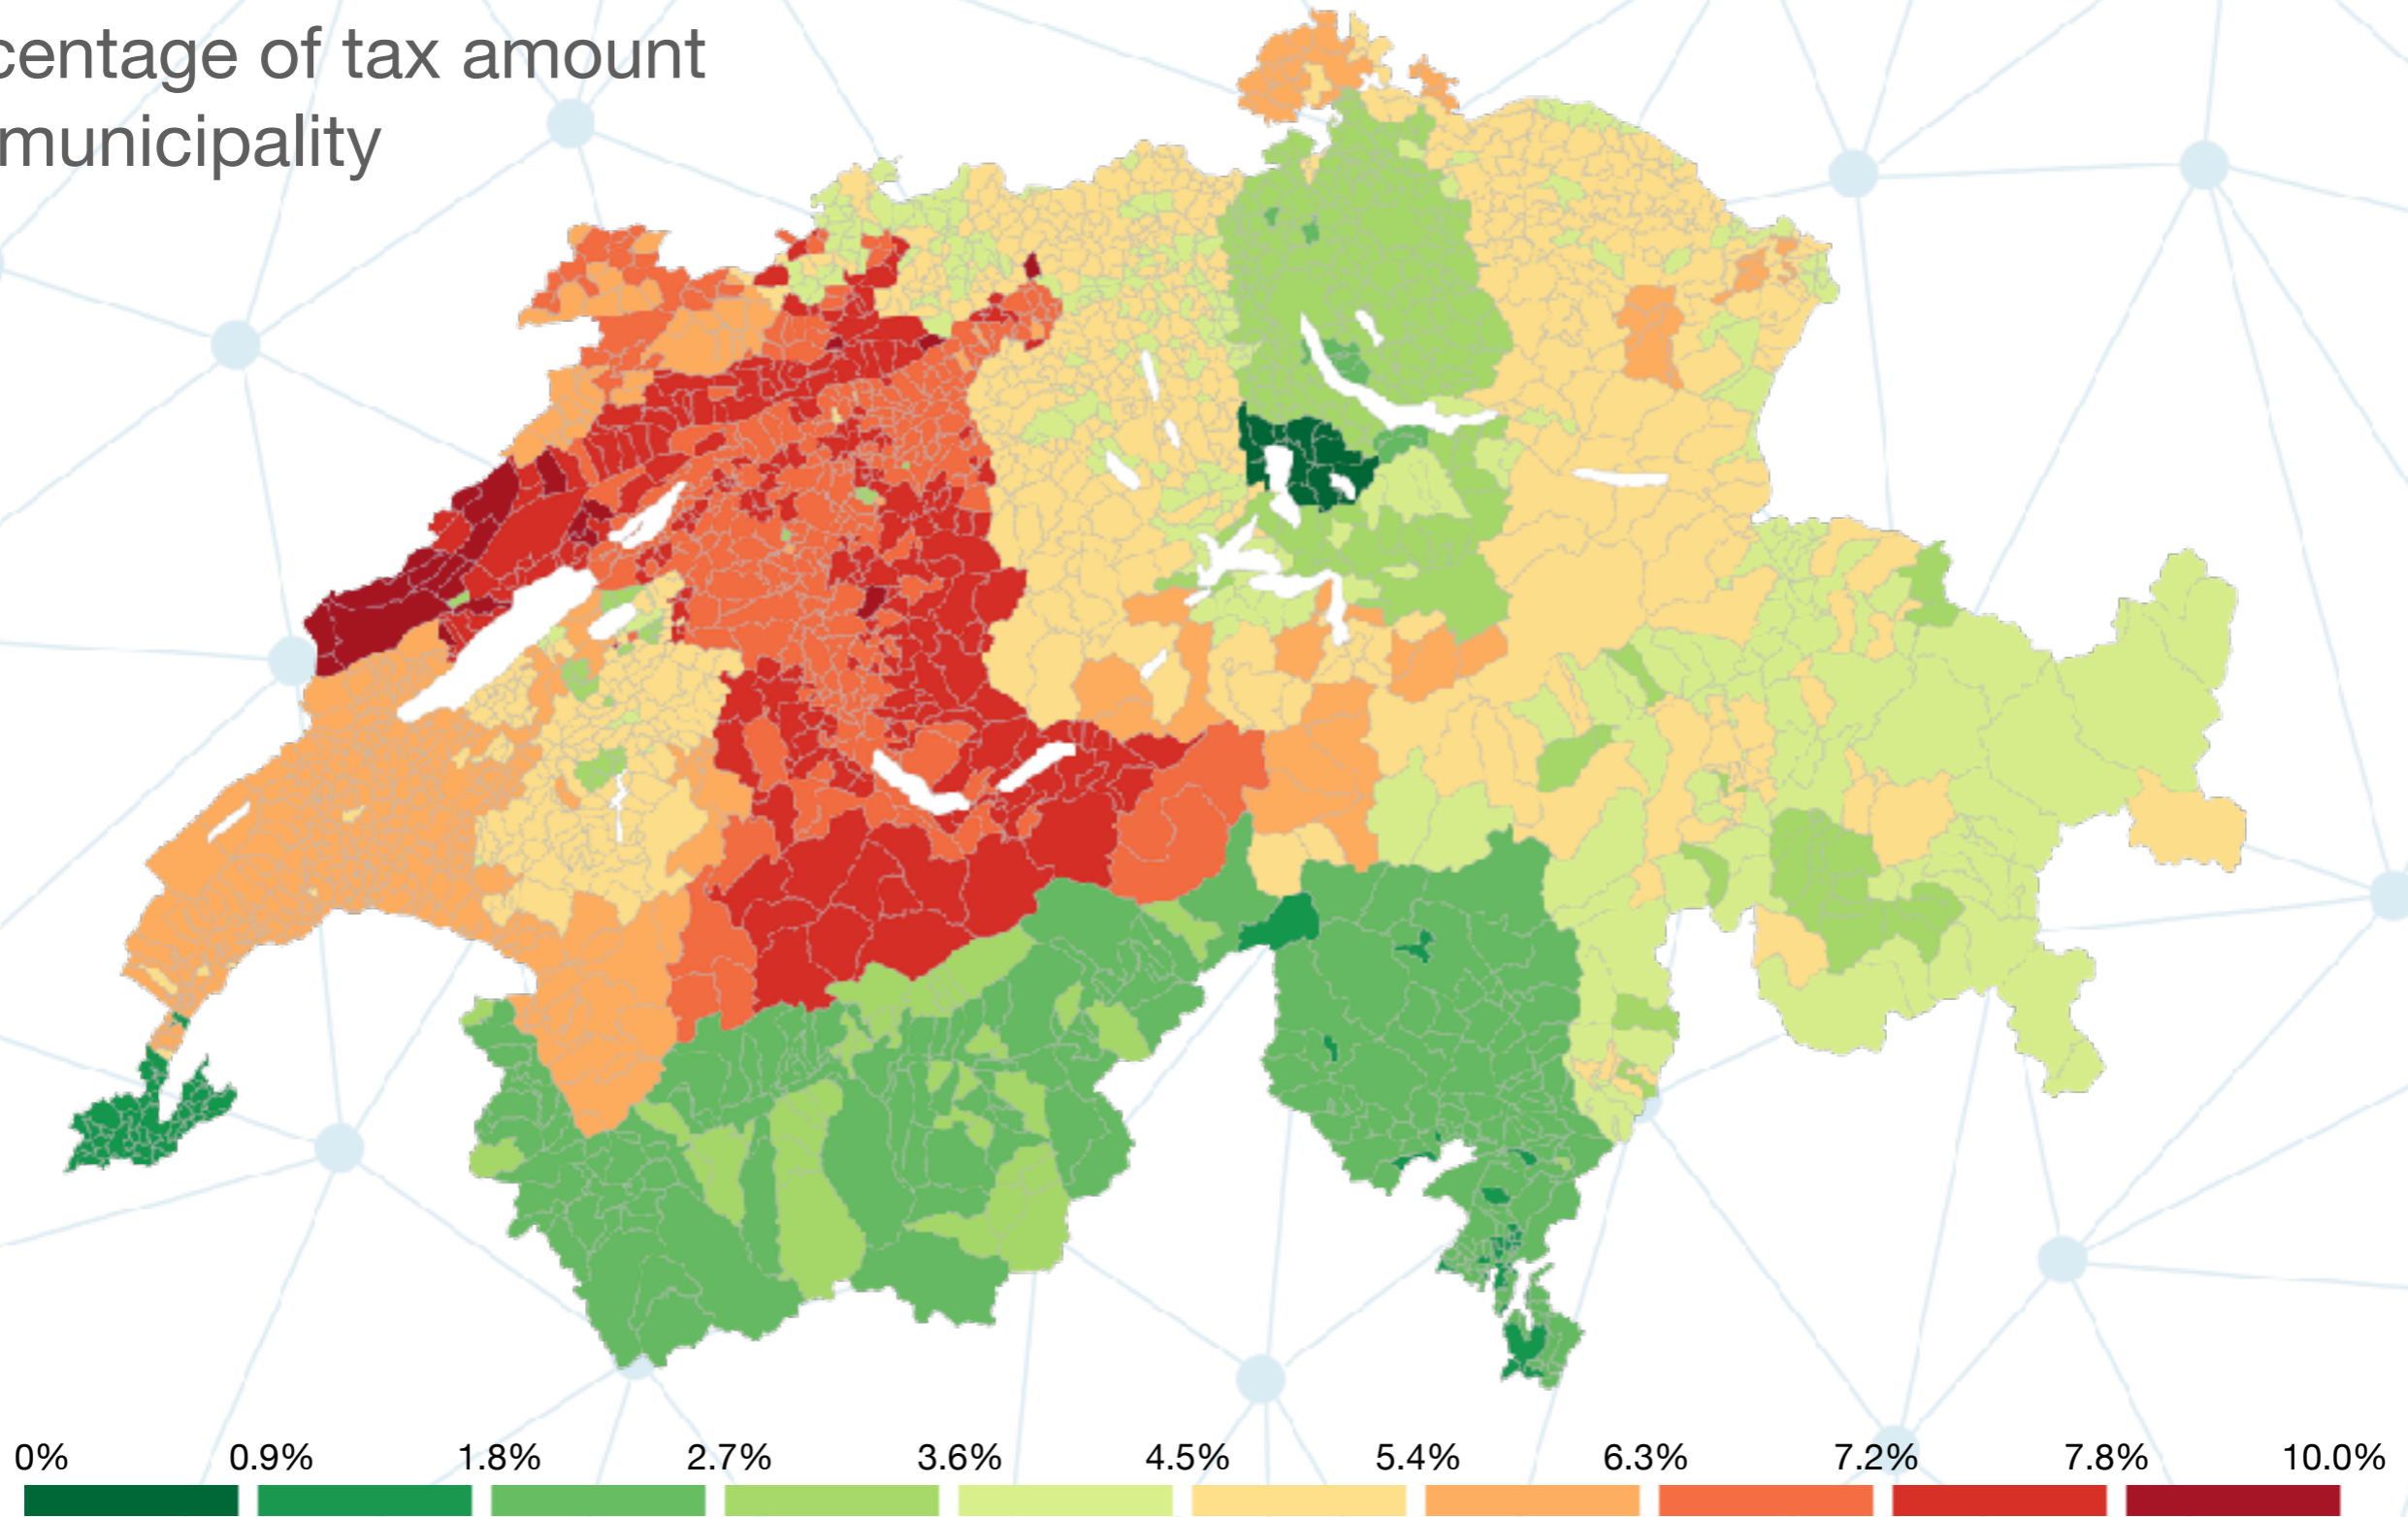 centage of tax amount
municipality
0% 0.9% 1.8% 2.7% 3.6% 4.5% 5.4% 6.3% 7.2% 7.8% 10.0%